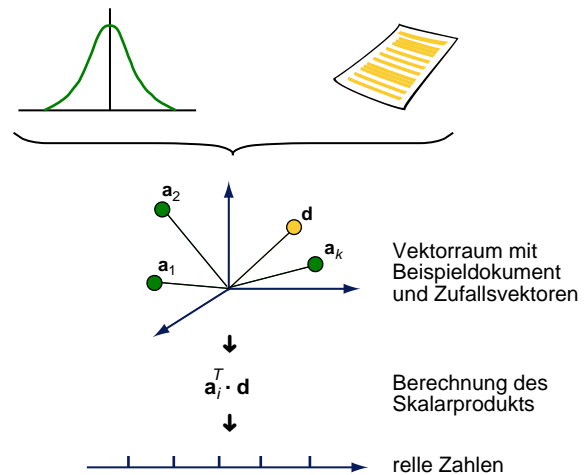 a2
d
ak
a1
Vektorraum mit
Beispieldokument
und Zufallsvektoren
aiT · d
Berechnung des
Skalarprodukts
relle Zahlen